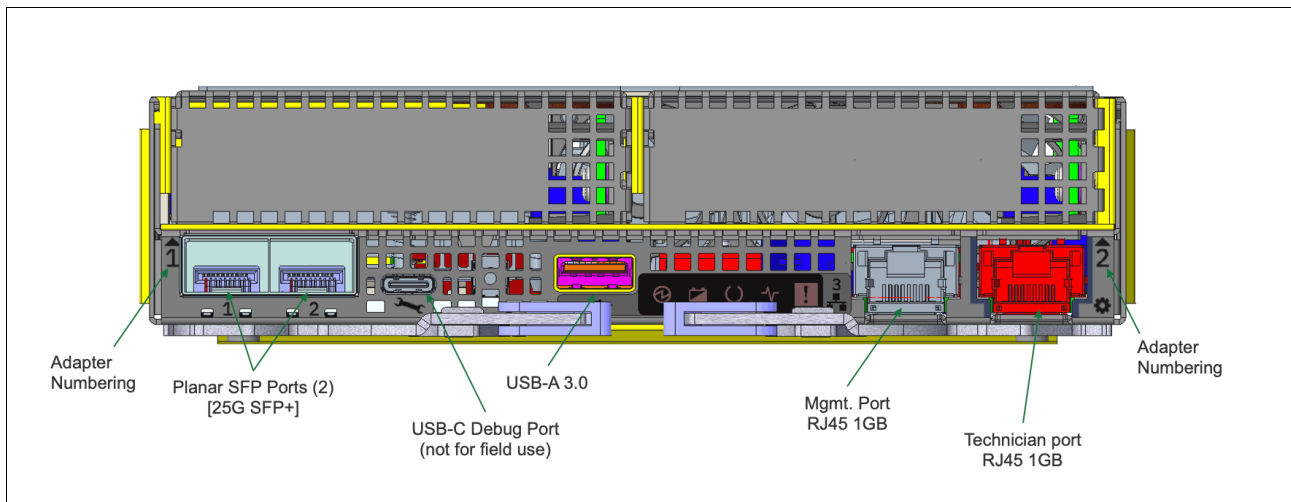 1
2
1
2
3
!
Adapter
Numbering
Planar SFP Ports (2)
[25G SFP+]
USB-C Debug Port
(not for field use)
USB-A 3.0
Mgmt. Port
RJ45 1GB
Technician port
RJ45 1GB
Adapter
Numbering